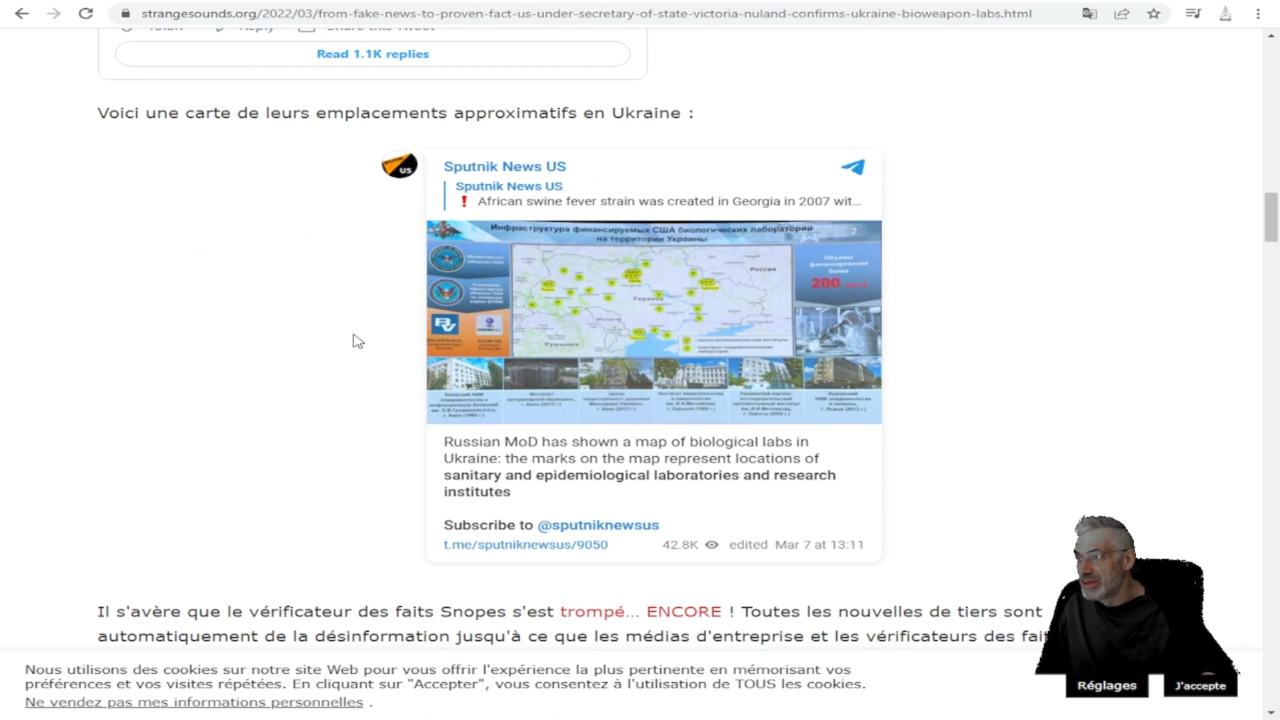 strangesounds.org/2022/03/from-fake-news-to-proven-fact-us-under-secretary-of-state-victoria-nuland-confirms-ukraine-bioweapon-labs.html
Read 1.1K replies
Voici une carte de leurs emplacements approximatifs en Ukraine :
US
Sputnik News US
Sputnik News US
❗ African swine fever strain was created in Georgia in 2007 wit...
Инфраструктура финансируемых США биологических лабораторий
на территории Украины
2
Россия
Украина
Румыния
Объемы
финансирования
более
200
Russian MoD has shown a map of biological labs in
Ukraine: the marks on the map represent locations of
sanitary and epidemiological laboratories and research
institutes
Subscribe to @sputniknewsus
t.me/sputniknewsus/9050 42.8K edited Mar 7 at 13:11
Il s'avère que le vérificateur des faits Snopes s'est trompé... ENCORE ! Toutes les nouvelles de tiers sont
automatiquement de la désinformation jusqu'à ce que les médias d'entreprise et les vérificateurs des
Nous utilisons des cookies sur notre site Web pour vous offrir l'expérience la plus pertinente en mémorisant vos
préférences et vos visites répétées. En cliquant sur "Accepter", vous consentez à l'utilisation de TOUS les cookies.
Ne vendez pas mes informations personnelles .
Réglages J'accepte